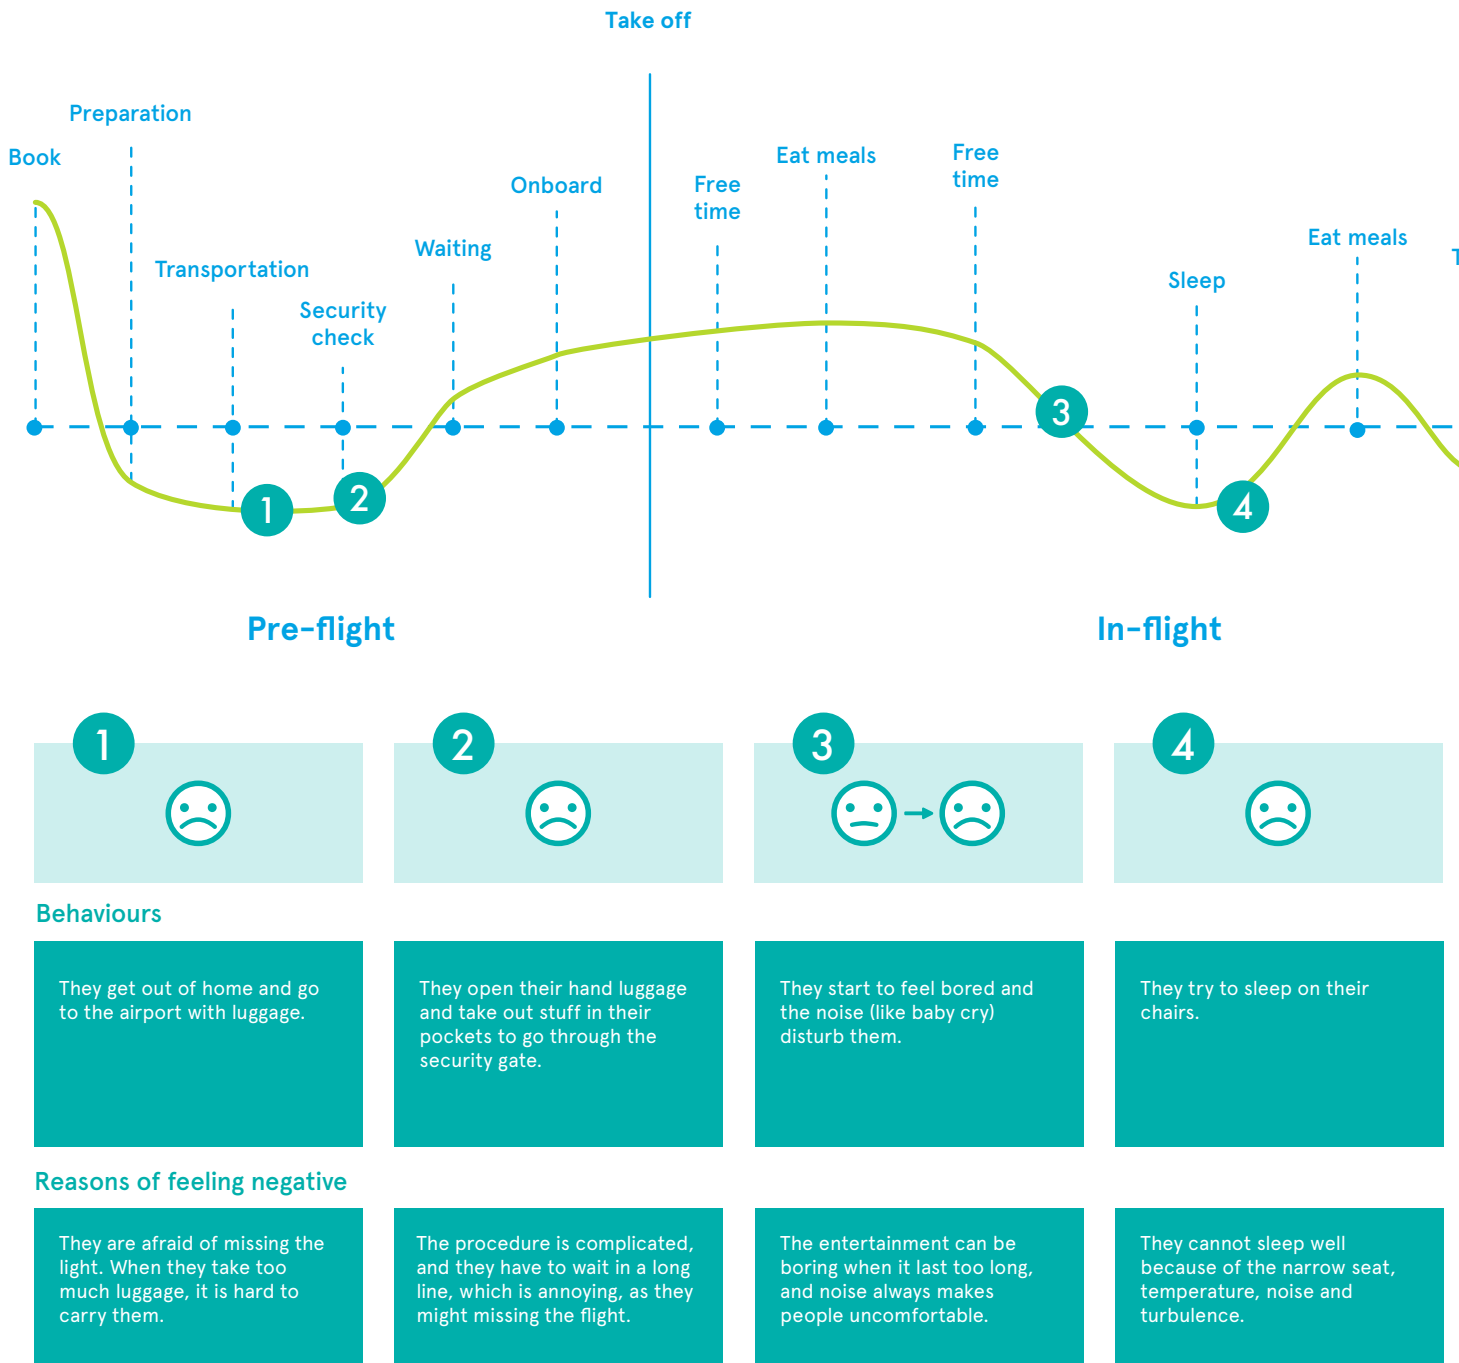 Take off
Preparation
Book
Transportation
Security
check
Waiting
Onboard
Free
time
Eat meals
Free
time
Sleep
Eat meals
1
2
3
4
Pre-flight
In-flight
1
2
3
4
Behaviours
They get out of home and go
to the airport with luggage.
They open their hand luggage
and take out stuff in their
pockets to go through the
security gate.
They start to feel bored and
the noise (like baby cry)
disturb them.
They try to sleep on their
chairs.
Reasons of feeling negative
They are afraid of missing the
light. When they take too
much luggage, it is hard to
carry them.
The procedure is complicated,
and they have to wait in a long
line, which is annoying, as they
might missing the flight.
The entertainment can be
boring when it last too long,
and noise always makes
people uncomfortable.
They cannot sleep well
because of the narrow seat,
temperature, noise and
turbulence.